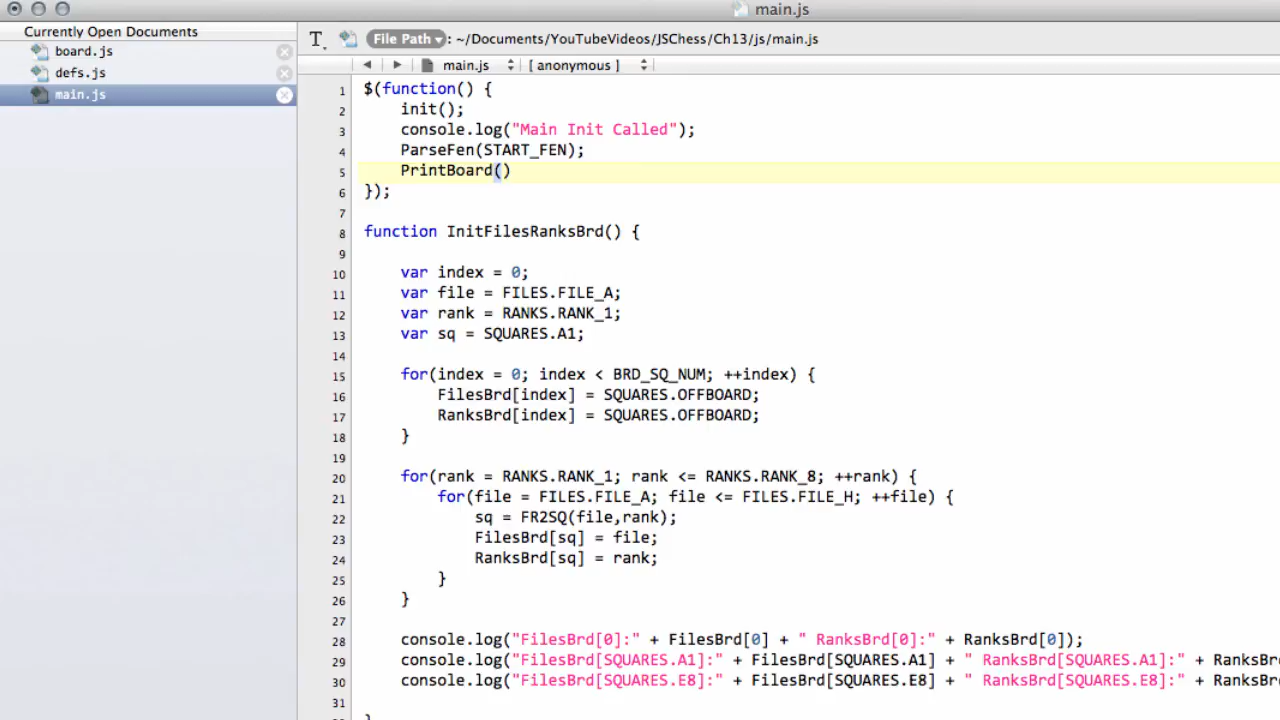 main.js
Currently Open Documents
board.js
defs.js
main.js
T File Path ▾ : ~/Documents/YouTubeVideos/JSChess/Ch13/js/main.js
main.js [ anonymous ]
1 $(function() {
2 init();
3 console.log("Main Init Called");
4 ParseFen(START_FEN);
5 PrintBoard()
6 });
7
8 function InitFilesRanksBrd() {
9
10 var index = 0;
11 var file = FILES.FILE_A;
12 var rank = RANKS.RANK_1;
13 var sq = SQUARES.A1;
14
15 for(index = 0; index < BRD_SQ_NUM; ++index) {
16 FilesBrd[index] = SQUARES.OFFBOARD;
17 RanksBrd[index] = SQUARES.OFFBOARD;
18 }
19
20 for(rank = RANKS.RANK_1; rank <= RANKS.RANK_8; ++rank) {
21 for(file = FILES.FILE_A; file <= FILES.FILE_H; ++file) {
22 sq = FR2SQ(file,rank);
23 FilesBrd[sq] = file;
24 RanksBrd[sq] = rank;
25 }
26 }
27
28 console.log("FilesBrd[0]:" + FilesBrd[0] + " RanksBrd[0]:" + RanksBrd[0]);
29 console.log("FilesBrd[SQUARES.A1]:" + FilesBrd[SQUARES.A1] + " RanksBrd[SQUARES.A1]:" + RanksBr
30 console.log("FilesBrd[SQUARES.E8]:" + FilesBrd[SQUARES.E8] + " RanksBrd[SQUARES.E8]:" + RanksBr
31
}